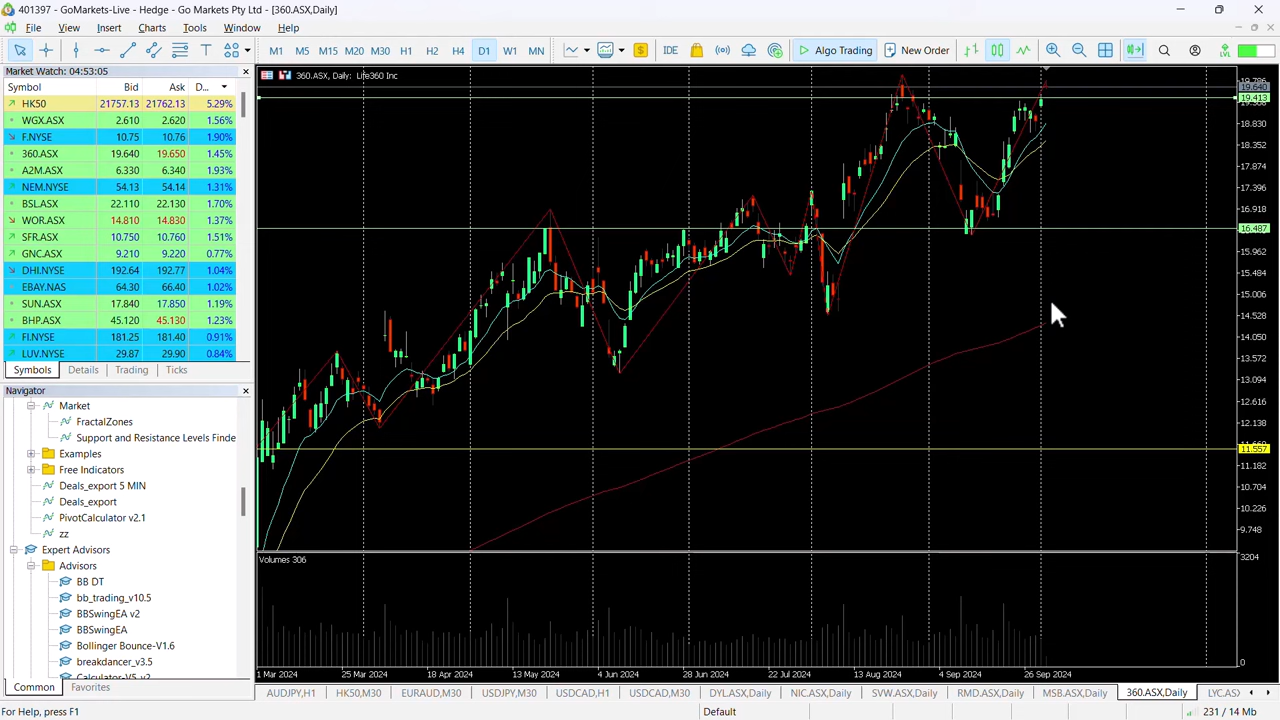 401397 - GoMarkets-Live - Hedge - Go Markets Pty Ltd - [360.ASX,Daily]
File View Insert Charts Tools Window Help
M1 M5 M15 M20 M30 H1 H2 H4 D1 W1 MN IDE Algo Trading New Order
Market Watch: 04:53:05
Symbol Bid Ask D...
HK50 21757.13 21762.13 5.29%
WGX.ASX 2.610 2.620 1.56%
F.NYSE 10.75 10.76 1.90%
360.ASX 19.640 19.650 1.45%
A2M.ASX 6.330 6.340 1.93%
NEM.NYSE 54.13 54.14 1.31%
BSL.ASX 22.110 22.130 1.70%
WOR.ASX 14.810 14.830 1.37%
SFR.ASX 10.750 10.760 1.51%
GNC.ASX 9.210 9.220 0.77%
DHI.NYSE 192.64 192.77 1.04%
EBAY.NAS 64.30 66.40 1.02%
SUN.ASX 17.840 17.850 1.19%
BHP.ASX 45.120 45.130 1.23%
FI.NYSE 181.25 181.40 0.91%
LUV.NYSE 29.87 29.90 0.84%
Symbols Details Trading Ticks
Navigator
Market
FractalZones
Support and Resistance Levels Finde
Examples
Free Indicators
Deals_export 5 MIN
Deals_export
PivotCalculator v2.1
zz
Expert Advisors
Advisors
BB DT
bb_trading_v10.5
BBSwingEA v2
BBSwingEA
Bollinger Bounce-V1.6
breakdancer_v3.5
Calculator-V5_v2
Common Favorites
360.ASX, Daily: Life360 Inc
19.640
19.413
18.830
18.352
17.874
17.396
16.918
16.487
15.962
15.484
15.006
14.528
14.050
13.572
13.094
12.616
12.138
11.557
11.182
10.704
10.226
9.748
Volumes 306
3204
0
1 Mar 2024 25 Mar 2024 18 Apr 2024 13 May 2024 4 Jun 2024 28 Jun 2024 22 Jul 2024 13 Aug 2024 4 Sep 2024 26 Sep 2024
AUDJPY,H1 HK50,M30 EURAUD,M30 USDJPY,M30 USDCAD,H1 USDCAD,M30 DYL.ASX,Daily NIC.ASX,Daily SVW.ASX,Daily RMD.ASX,Daily MSB.ASX,Daily 360.ASX,Daily LYC.ASX
For Help, press F1 Default 231 / 14 Mb